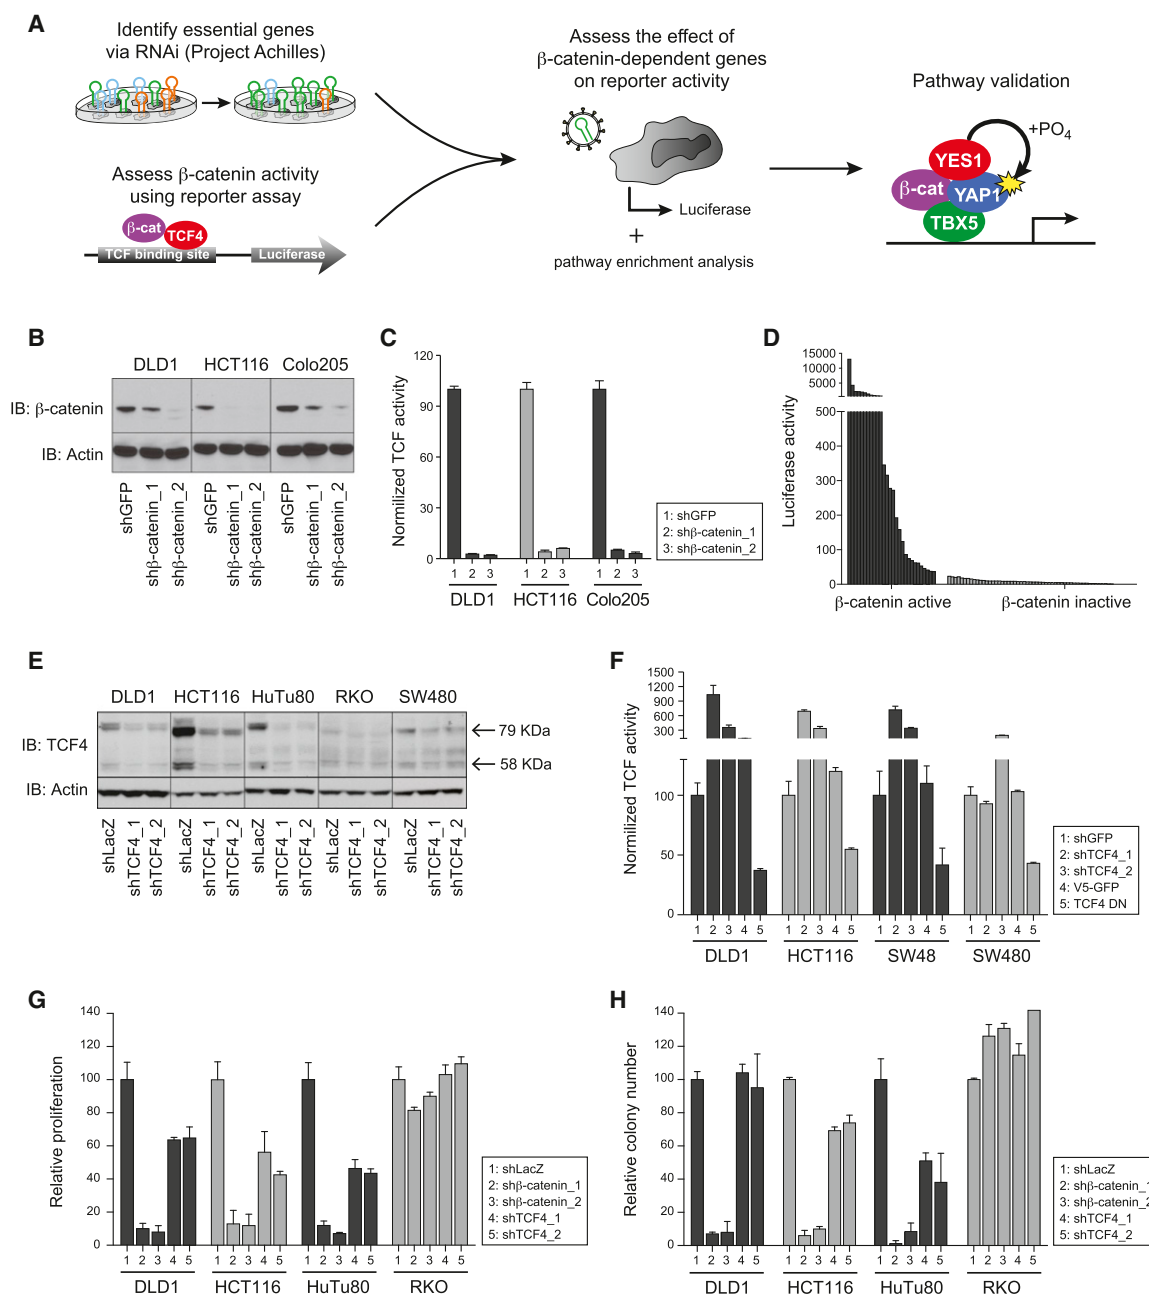 A
Identify essential genes
via RNAi (Project Achilles)
Assess β-catenin activity
using reporter assay
β-cat
TCF4
TCF binding site
Luciferase
Assess the effect of
β-catenin-dependent genes
on reporter activity
Luciferase
+
pathway enrichment analysis
Pathway validation
+PO4
YES1
β-cat
YAP1
TBX5
B
DLD1 HCT116 Colo205
IB: β-catenin
IB: Actin
shGFP
shβ-catenin_1
shβ-catenin_2
shGFP
shβ-catenin_1
shβ-catenin_2
shGFP
shβ-catenin_1
shβ-catenin_2
C
Normilized TCF activity
120
90
60
30
0
1 2 3 1 2 3 1 2 3
DLD1 HCT116 Colo205
1: shGFP
2: shβ-catenin_1
3: shβ-catenin_2
D
Luciferase activity
15000
10000
5000
500
400
300
200
100
0
β-catenin active β-catenin inactive
E
DLD1 HCT116 HuTu80 RKO SW480
IB: TCF4
79 KDa
58 KDa
IB: Actin
shLacZ
shTCF4_1
shTCF4_2
shLacZ
shTCF4_1
shTCF4_2
shLacZ
shTCF4_1
shTCF4_2
shLacZ
shTCF4_1
shTCF4_2
shLacZ
shTCF4_1
shTCF4_2
F
Normilized TCF activity
1500
1200
900
600
300
100
50
0
1 2 3 4 5 1 2 3 4 5 1 2 3 4 5 1 2 3 4 5
DLD1 HCT116 SW48 SW480
1: shGFP
2: shTCF4_1
3: shTCF4_2
4: V5-GFP
5: TCF4 DN
G
Relative proliferation
140
100
80
60
40
20
0
1 2 3 4 5 1 2 3 4 5 1 2 3 4 5 1 2 3 4 5
DLD1 HCT116 HuTu80 RKO
1: shLacZ
2: shβ-catenin_1
3: shβ-catenin_2
4: shTCF4_1
5: shTCF4_2
H
Relative colony number
140
100
80
60
40
20
0
1 2 3 4 5 1 2 3 4 5 1 2 3 4 5 1 2 3 4 5
DLD1 HCT116 HuTu80 RKO
1: shLacZ
2: shβ-catenin_1
3: shβ-catenin_2
4: shTCF4_1
5: shTCF4_2